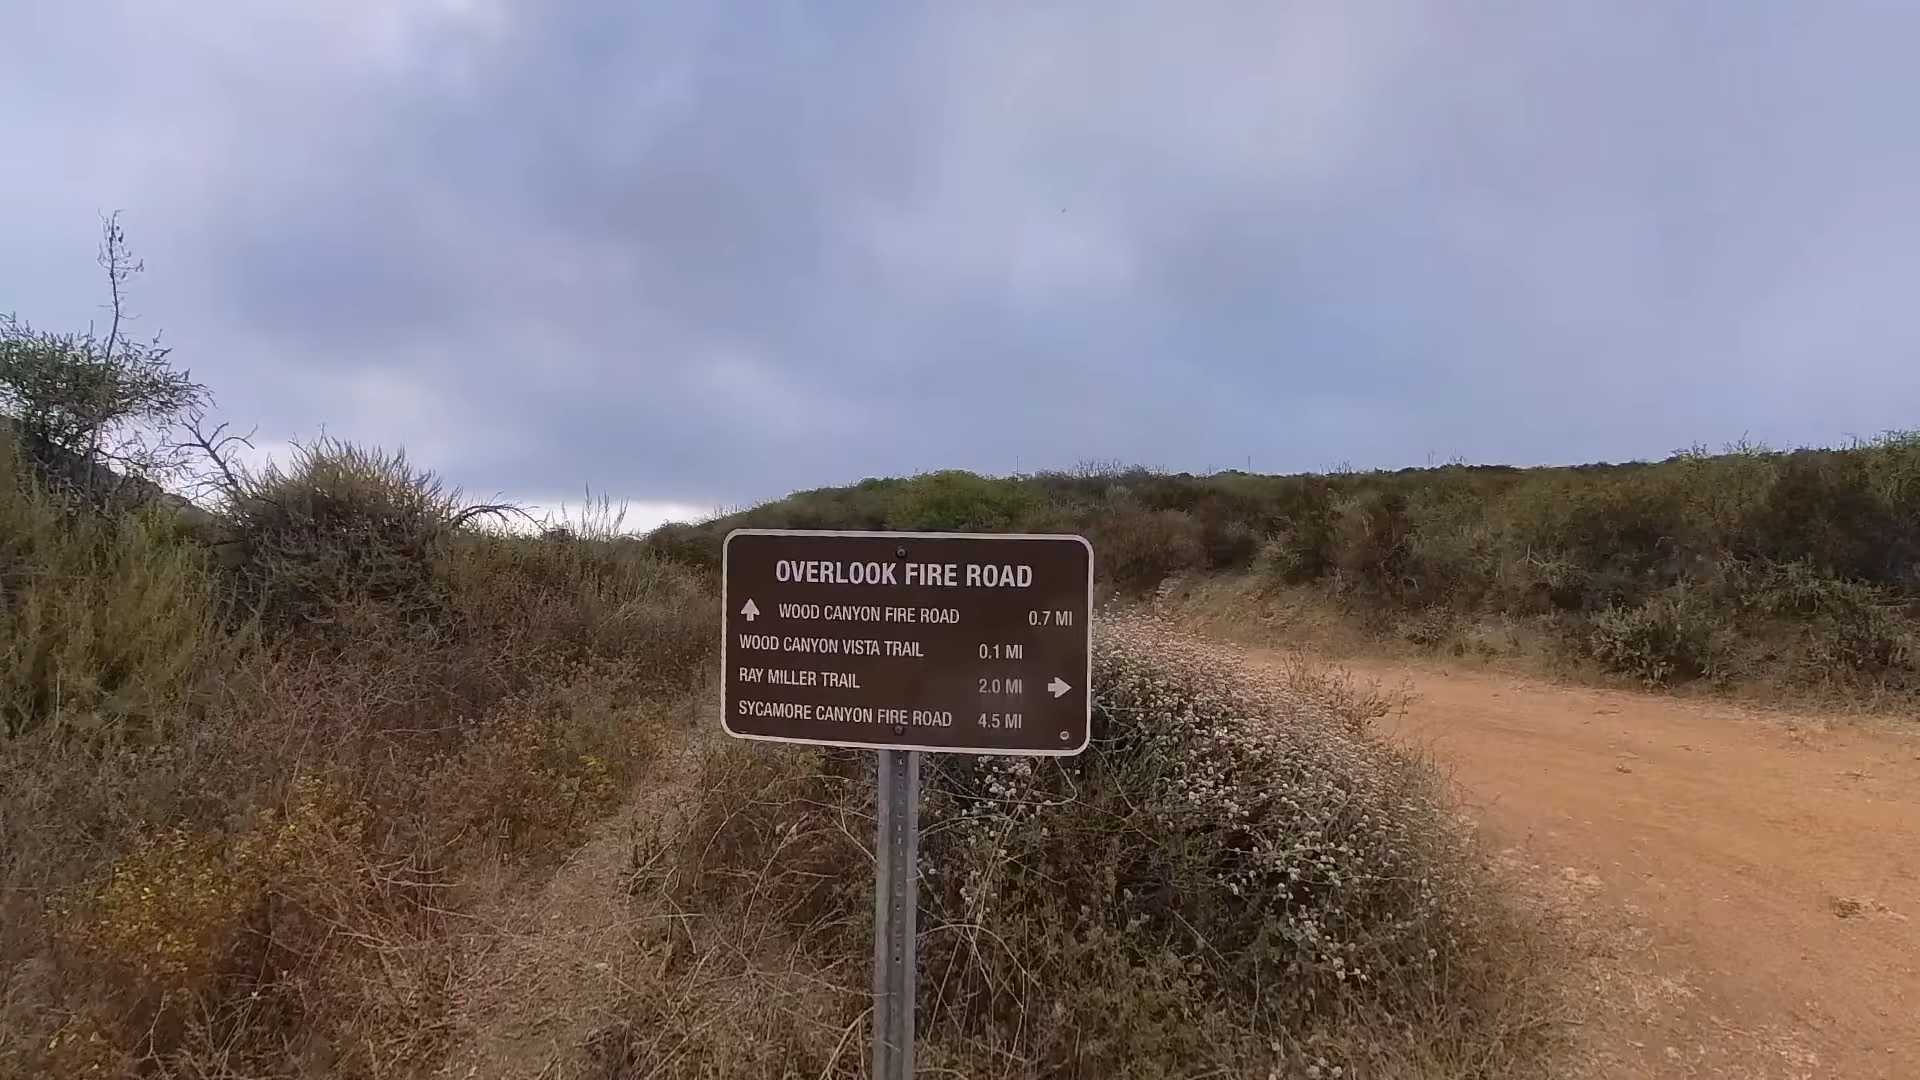 OVERLOOK FIRE ROAD
WOOD CANYON FIRE ROAD 0.7 MI
WOOD CANYON VISTA TRAIL 0.1 MI
RAY MILLER TRAIL 2.0 MI
SYCAMORE CANYON FIRE ROAD 4.5 MI